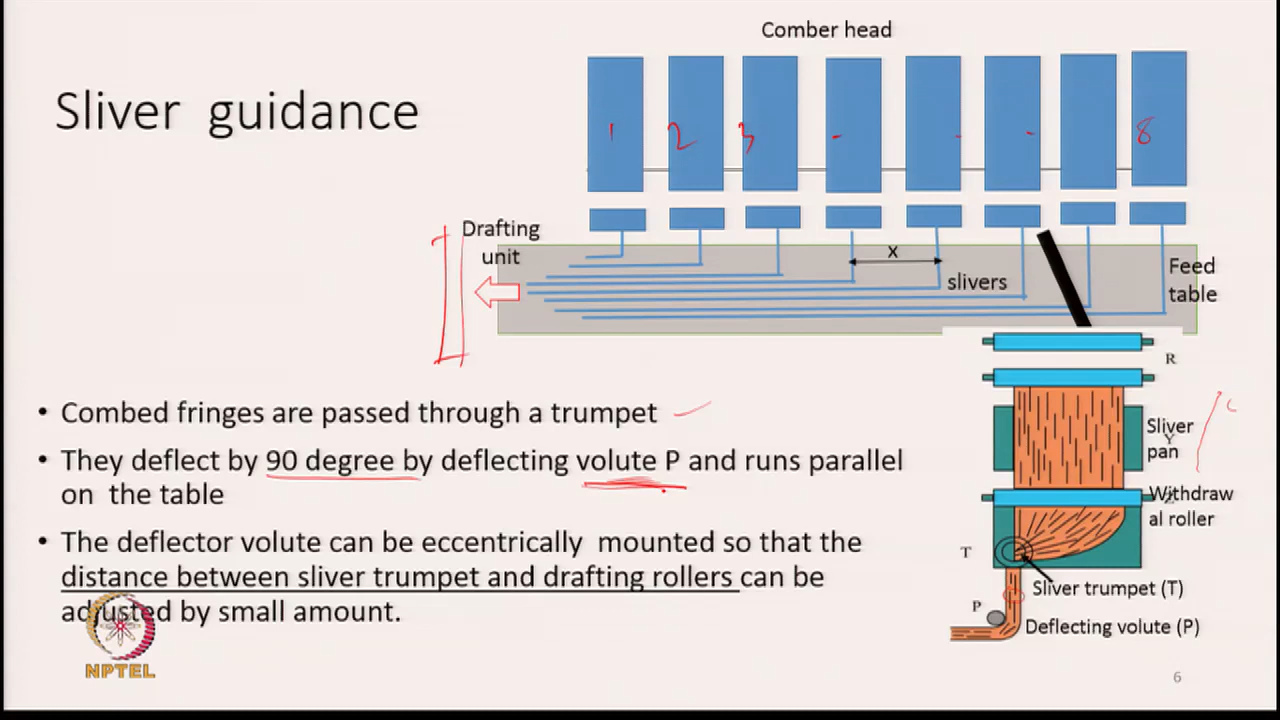 Comber head
Sliver guidance
1 2 3 - - - 8
Drafting
unit
x
slivers
Feed
table
R
• Combed fringes are passed through a trumpet
• They deflect by 90 degree by deflecting volute P and runs parallel
on the table
• The deflector volute can be eccentrically mounted so that the
distance between sliver trumpet and drafting rollers can be
adjusted by small amount.
Sliver
Y
pan
Withdraw
al roller
T
Sliver trumpet (T)
P
Deflecting volute (P)
NPTEL
6